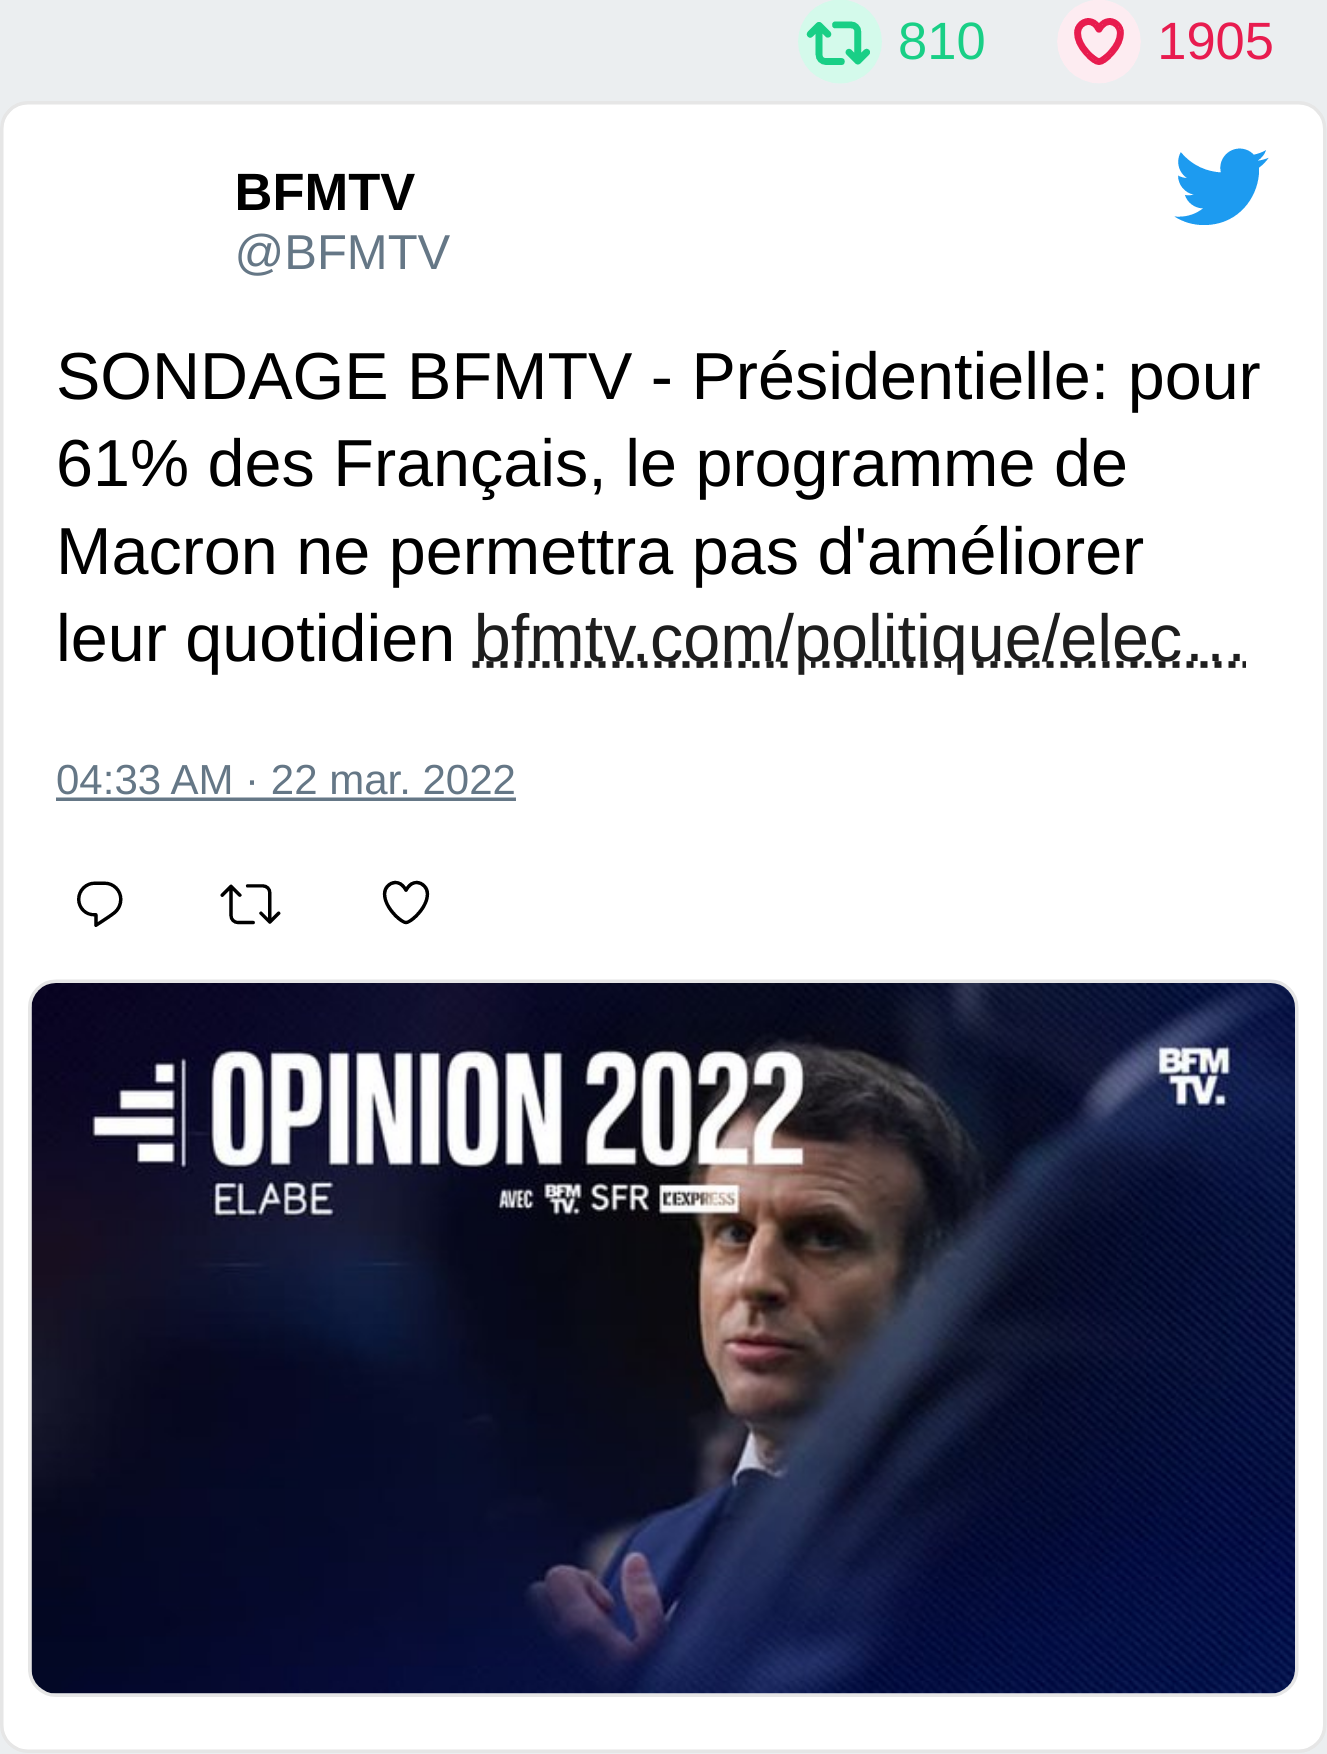 810 1905
BFMTV
@BFMTV
SONDAGE BFMTV - Présidentielle: pour
61% des Français, le programme de
Macron ne permettra pas d'améliorer
leur quotidien bfmtv.com/politique/elec…
04:33 AM · 22 mar. 2022
OPINION 2022
BFM
TV.
ELABE
AVEC BFM TV. SFR L'EXPRESS